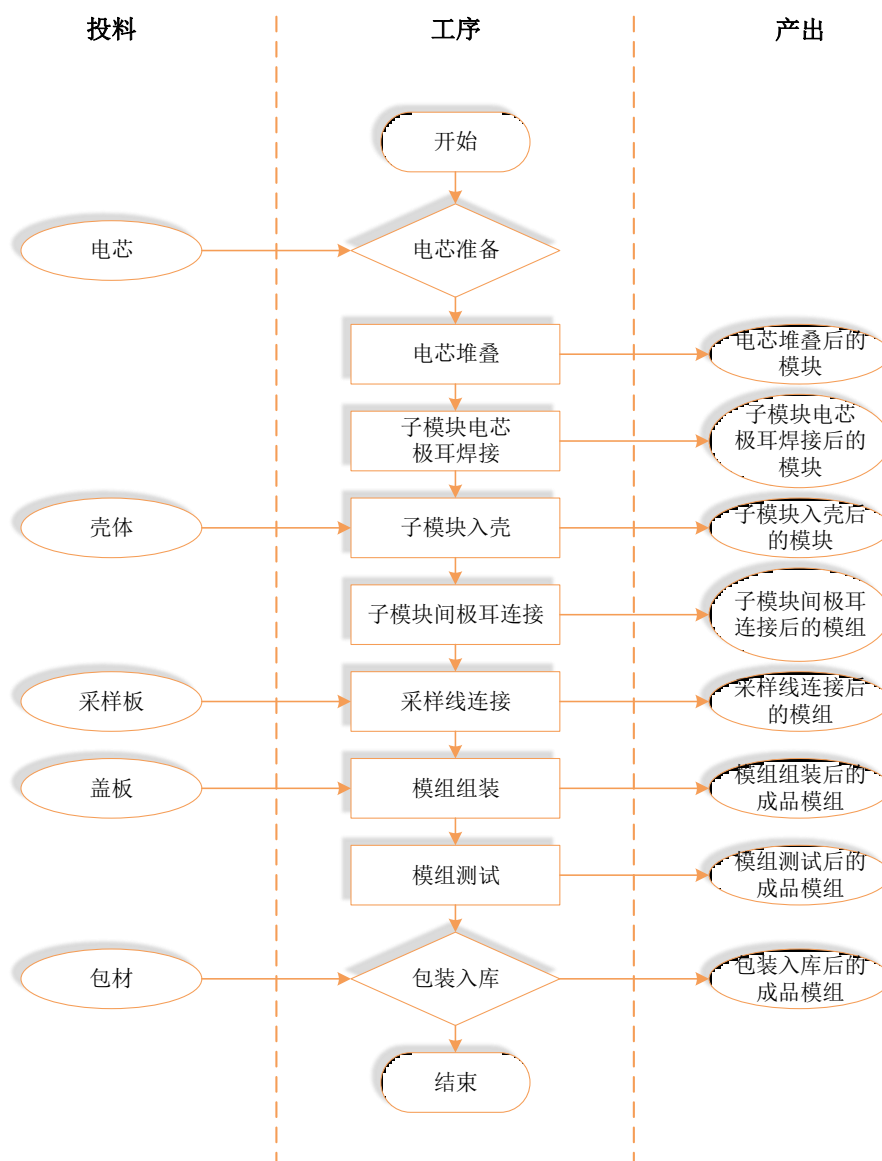 投料
工序
产出
开始
电芯
电芯准备
电芯堆叠
电芯堆叠后的
模块
子模块电芯
极耳焊接
子模块电芯
极耳焊接后的
模块
壳体
子模块入壳
子模块入壳后
的模块
子模块间极耳连接
子模块间极耳
连接后的模组
采样板
采样线连接
采样线连接后
的模组
盖板
模组组装
模组组装后的
成品模组
模组测试
模组测试后的
成品模组
包材
包装入库
包装入库后的
成品模组
结束